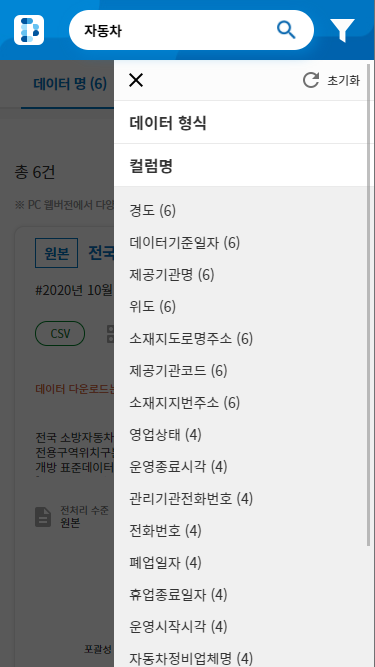 자동차
데이터 명 (6)
초기화
데이터 형식
컬럼명
총 6건
※ PC 웹버전에서 다양
원본
전국
#2020년 10월
CSV
데이터 다운로드는
전국 소방자동차
전용구역위치구
개방 표준데이터
전처리 수준
원본
포괄성
경도 (6)
데이터기준일자 (6)
제공기관명 (6)
위도 (6)
소재지도로명주소 (6)
제공기관코드 (6)
소재지지번주소 (6)
영업상태 (4)
운영종료시각 (4)
관리기관전화번호 (4)
전화번호 (4)
폐업일자 (4)
휴업종료일자 (4)
운영시작시각 (4)
자동차정비업체명 (4)